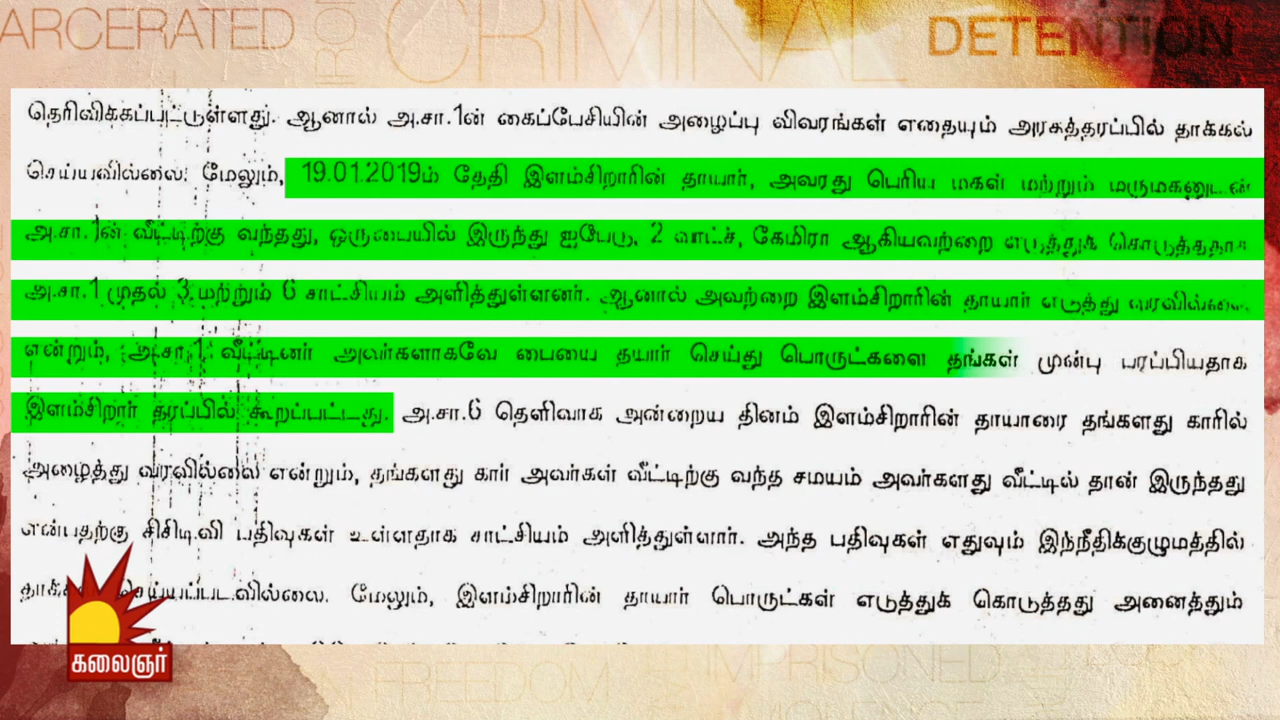 ARCERATED CRIMINAL DETENTION
தெரிவிக்கப்பட்டுள்ளது. ஆனால் அ.சா.1ன் கைப்பேசியின் அழைப்பு விவரங்கள் எதையும் அரசுத்தரப்பில் தாக்கல்
செய்யவில்லை. மேலும், 19.01.2019ம் தேதி இளம்சிறாரின் தாயார், அவரது பெரிய மகள் மற்றும் மருமகனுடன்
அ.சா.1ன் வீட்டிற்கு வந்தது, ஒருபையில் இருந்து ஐபேடு, 2 வாட்ச், கேமிரா ஆகியவற்றை எடுத்துக் கொடுத்ததாக
அ.சா.1 முதல் 3 மற்றும் 6 சாட்சியம் அளித்துள்ளனர். ஆனால் அவற்றை இளம்சிறாரின் தாயார் எடுத்து வரவில்லை
என்றும், அ.சா.1 வீட்டினர் அவர்களாகவே பையை தயார் செய்து பொருட்களை தங்கள் முன்பு பரப்பியதாக
இளம்சிறார் தரப்பில் கூறப்பட்டது. அ.சா.6 தெளிவாக அன்றைய தினம் இளம்சிறாரின் தாயாரை தங்களது காரில்
அழைத்து வரவில்லை என்றும், தங்களது கார் அவர்கள் வீட்டிற்கு வந்த சமயம் அவர்களது வீட்டில் தான் இருந்தது
என்பதற்கு சிசிடி.வி பதிவுகள் உள்ளதாக சாட்சியம் அளித்துள்ளார். அந்த பதிவுகள் எதுவும் இந்நீதிக்குழுமத்தில்
செய்யப்படவில்லை. மேலும், இளம்சிறாரின் தாயார் பொருட்கள் எடுத்துக் கொடுத்தது அனைத்தும்
கலைஞர்
FREEDOM IMPRISONED